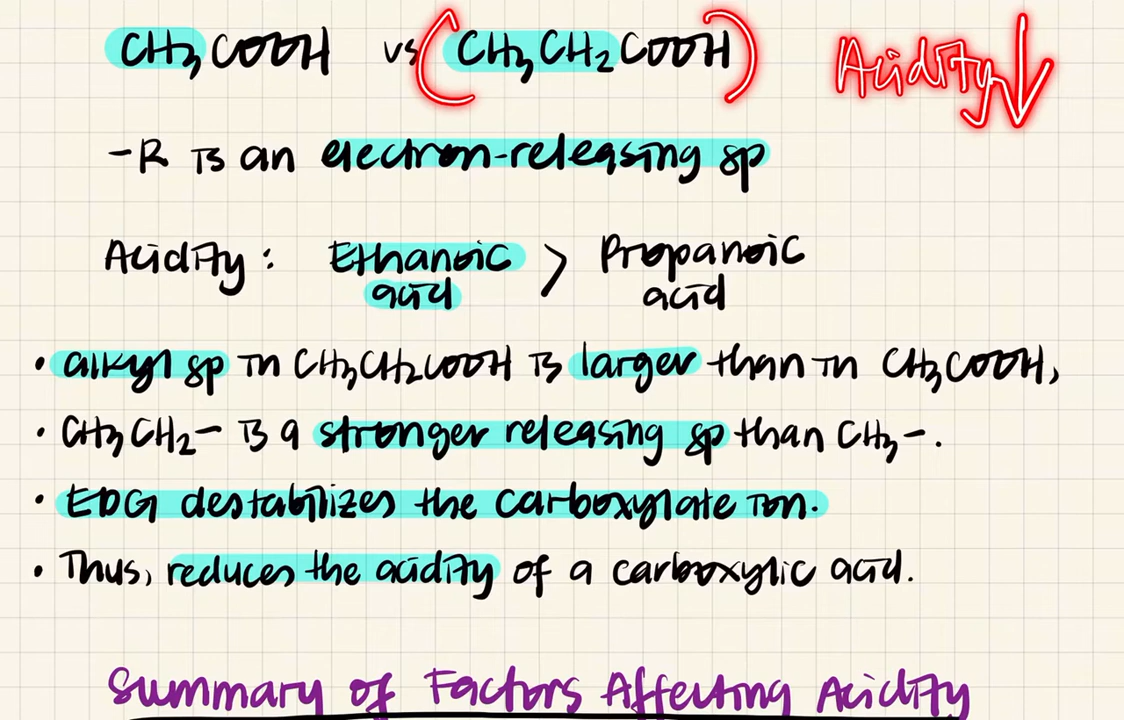 CH3COOH vs (CH3CH2COOH) Acidity ↓
-R is an electron-releasing gp
Acidity: Ethanoic acid > Propanoic acid
• alkyl gp in CH3CH2COOH is larger than in CH3COOH,
• CH3CH2- is a stronger releasing gp than CH3-.
• EDG destabilizes the carboxylate ion.
• Thus, reduces the acidity of a carboxylic acid.
Summary of Factors Affecting Acidity